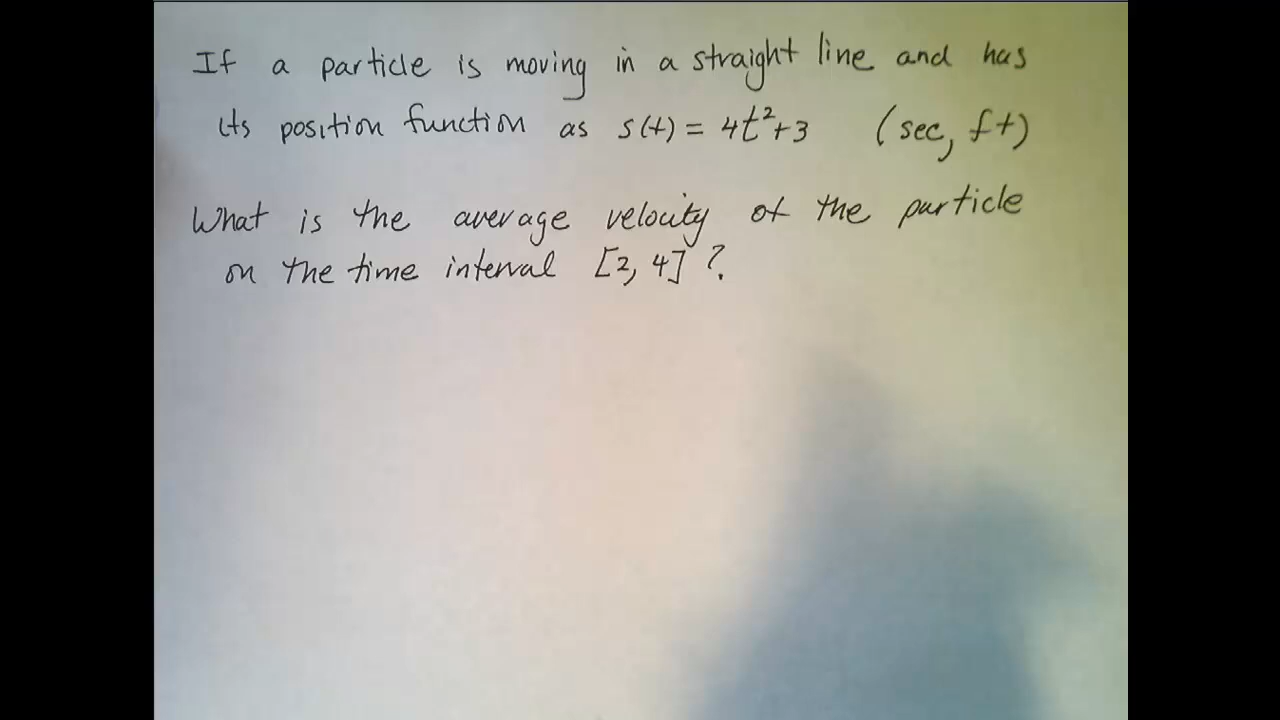 If a particle is moving in a straight line and has
its position function as s(t) = 4t²+3 (sec, ft)
What is the average velocity of the particle
on the time interval [2, 4] ?